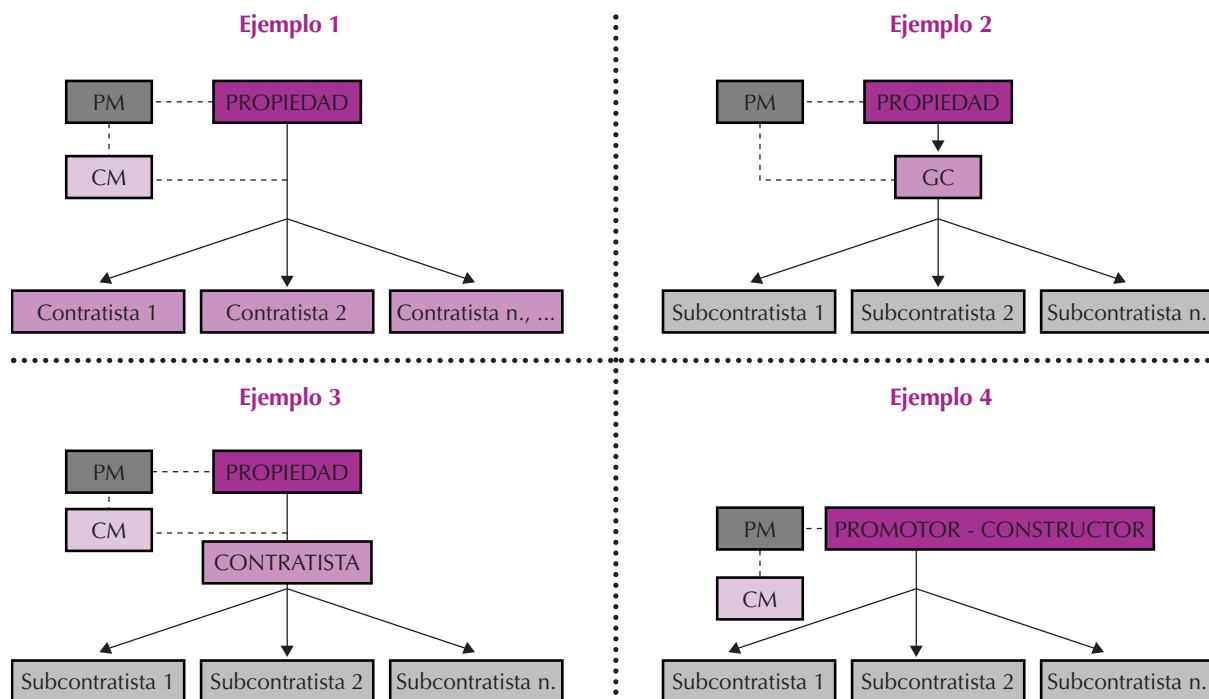 Ejemplo 1
PM
PROPIEDAD
CM
Contratista 1
Contratista 2
Contratista n., ...
Ejemplo 2
PM
PROPIEDAD
GC
Subcontratista 1
Subcontratista 2
Subcontratista n.
Ejemplo 3
PM
PROPIEDAD
CM
CONTRATISTA
Subcontratista 1
Subcontratista 2
Subcontratista n.
Ejemplo 4
PM
PROMOTOR - CONSTRUCTOR
CM
Subcontratista 1
Subcontratista 2
Subcontratista n.